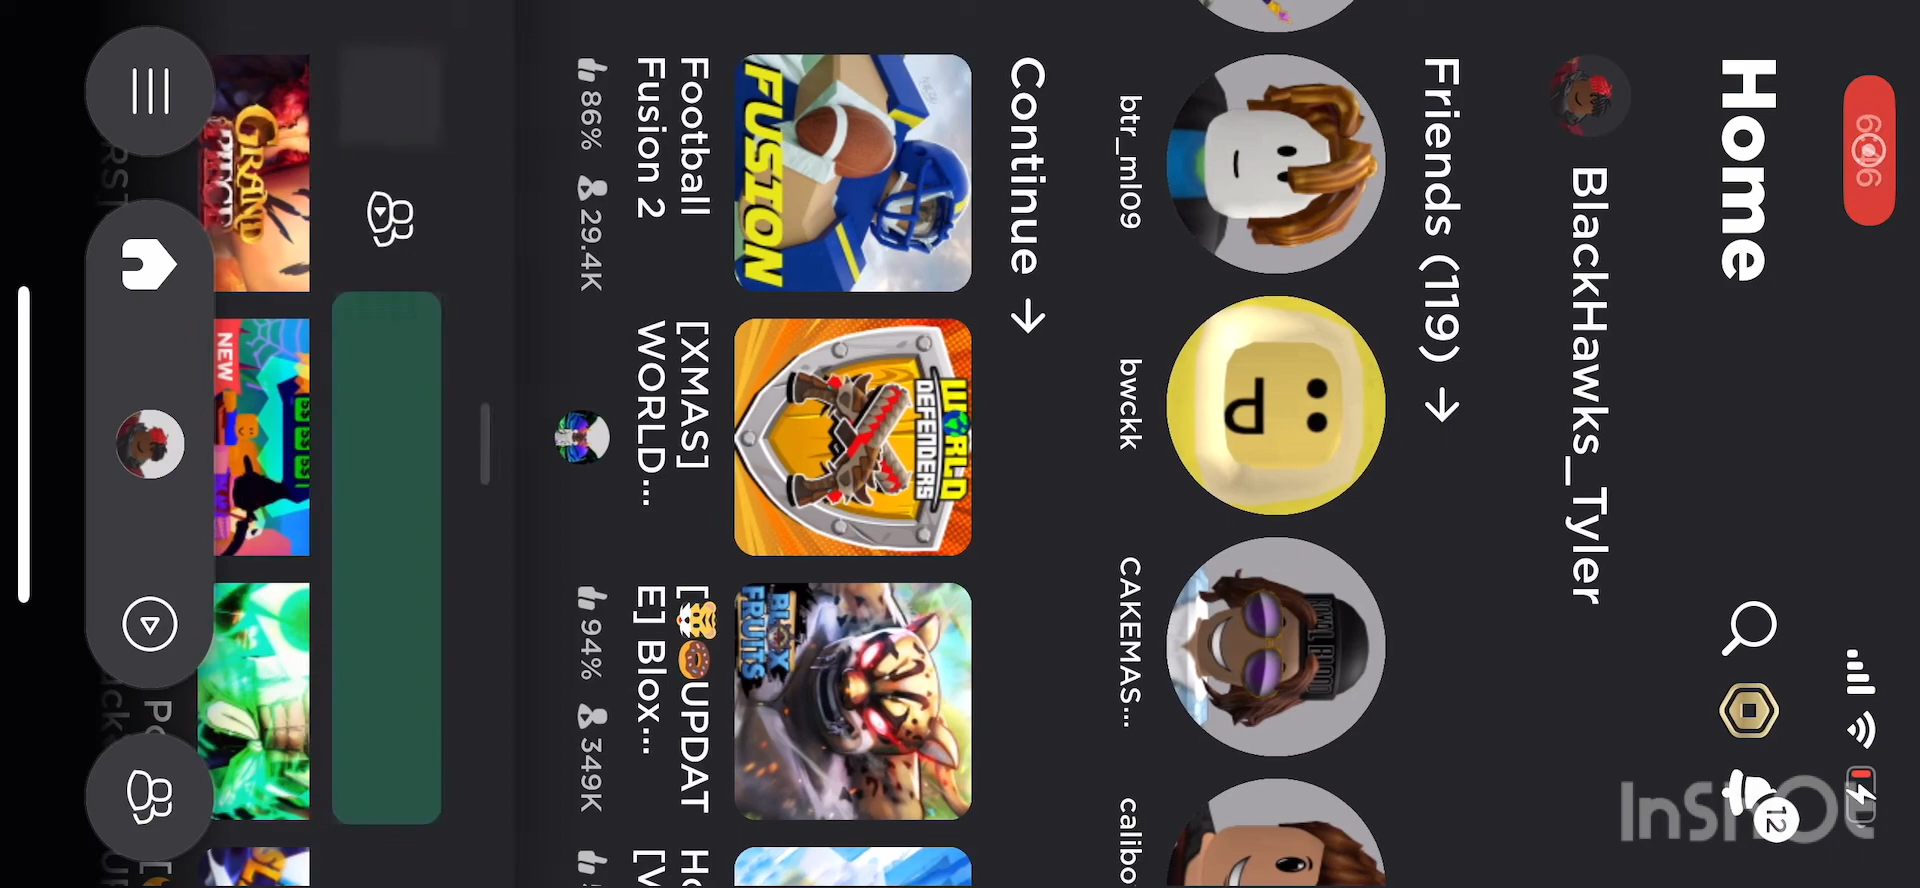 Home
12
BlackHawks_Tyler
Friends (119) →
btr_ml09
bwckk
CAKEMAS...
calibo
Continue →
FUSION
WORLD
DEFENDERS
BLOX
FRUITS
Football
Fusion 2
86% 29.4K
[XMAS]
WORLD...
[🐯🍩UPDAT
E] Blox...
94% 349K
GRAND
PIECE
NEW
InShOt